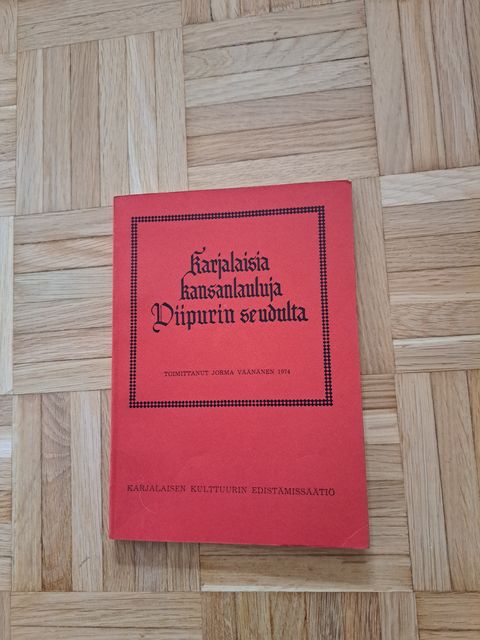 Karjalaisia
kansanlauluja
Viipurin seudulta
TOIMITTANUT JORMA VÄÄNÄNEN 1974
KARJALAISEN KULTTUURIN EDISTÄMISSÄÄTIÖ